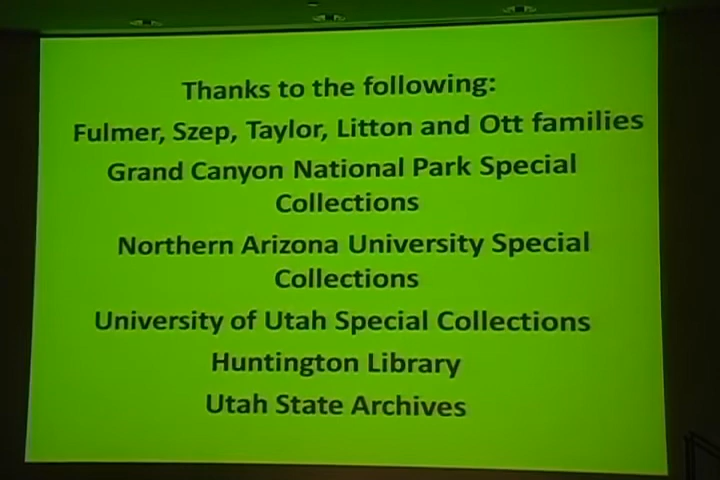 Thanks to the following:
Fulmer, Szep, Taylor, Litton and Ott families
Grand Canyon National Park Special
Collections
Northern Arizona University Special
Collections
University of Utah Special Collections
Huntington Library
Utah State Archives